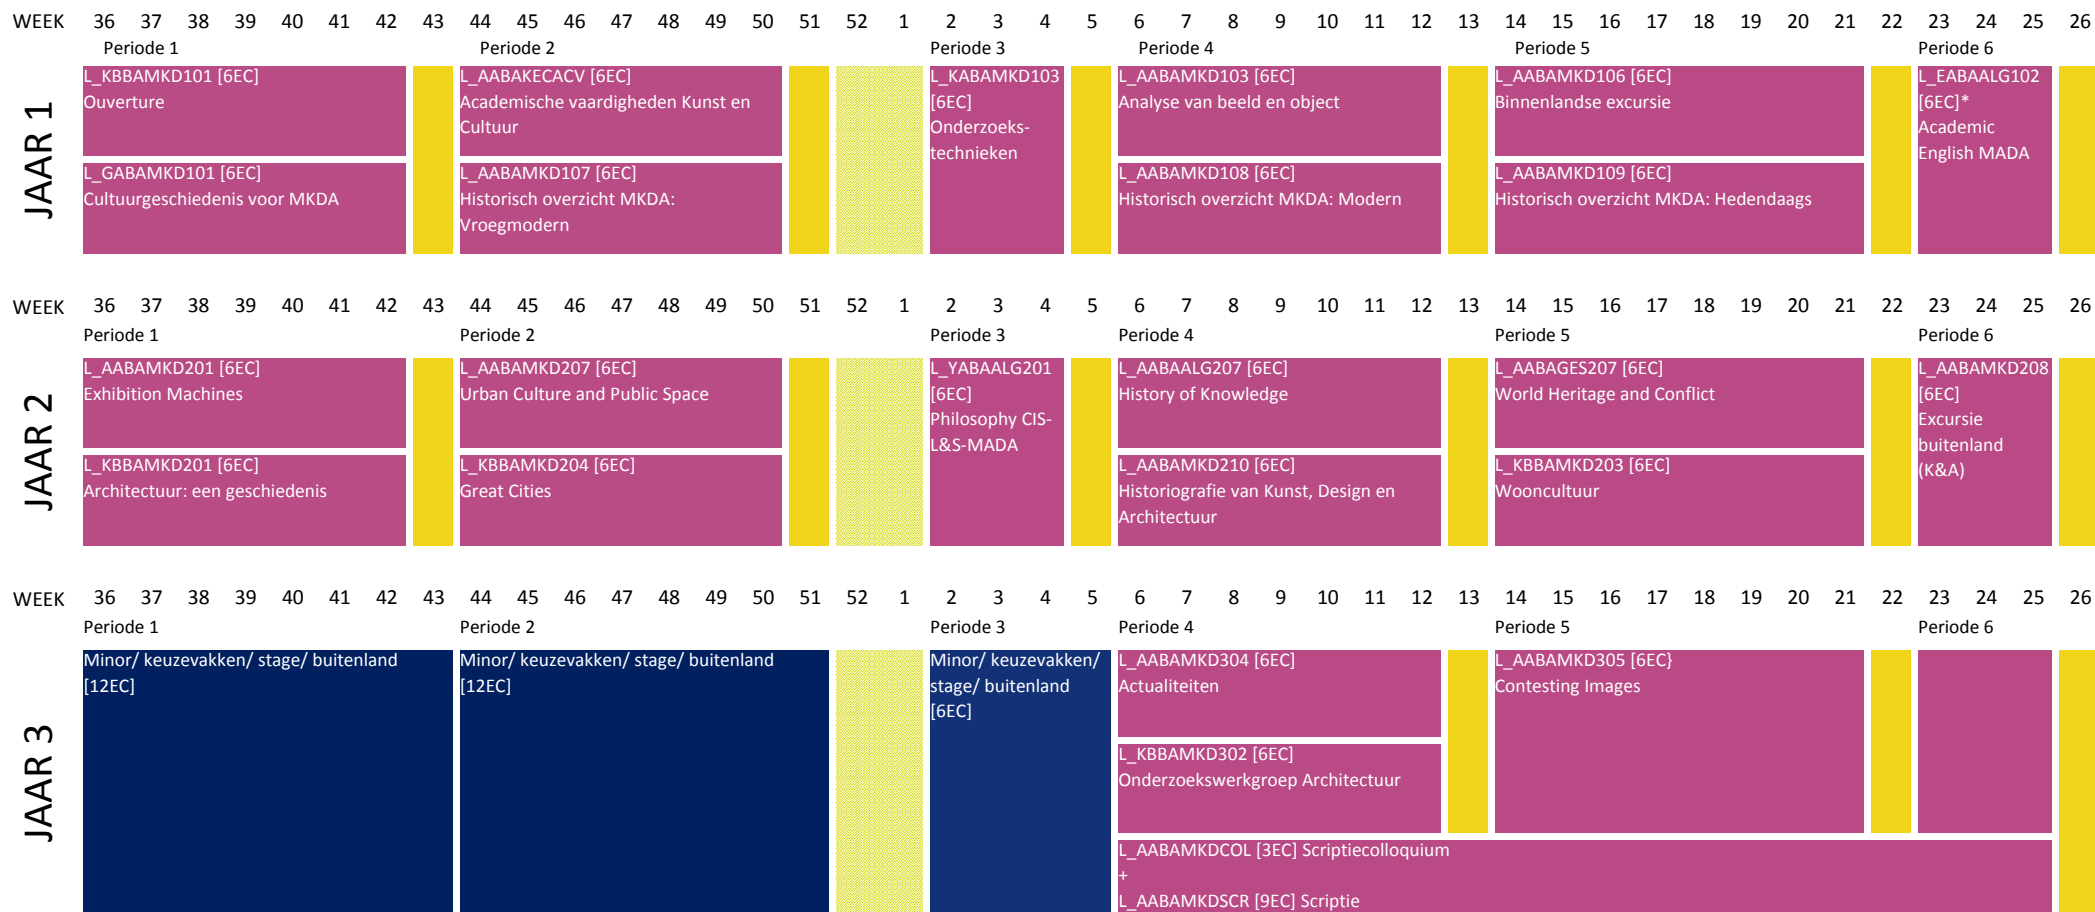 WEEK 36 37 38 39 40 41 42 43 44 45 46 47 48 49 50 51 52 1 2 3 4 5 6 7 8 9 10 11 12 13 14 15 16 17 18 19 20 21 22 23 24 25 26
Periode 1 Periode 2 Periode 3 Periode 4 Periode 5 Periode 6
JAAR 1
L_KBBAMKD101 [6EC]
Ouverture
L_GABAMKD101 [6EC]
Cultuurgeschiedenis voor MKDA
L_AABAKECACV [6EC]
Academische vaardigheden Kunst en
Cultuur
L_AABAMKD107 [6EC]
Historisch overzicht MKDA:
Vroegmodern
L_KABAMKD103
[6EC]
Onderzoeks-
technieken
L_AABAMKD103 [6EC]
Analyse van beeld en object
L_AABAMKD108 [6EC]
Historisch overzicht MKDA: Modern
L_AABAMKD106 [6EC]
Binnenlandse excursie
L_AABAMKD109 [6EC]
Historisch overzicht MKDA: Hedendaags
L_EABAALG102
[6EC]*
Academic
English MADA
WEEK 36 37 38 39 40 41 42 43 44 45 46 47 48 49 50 51 52 1 2 3 4 5 6 7 8 9 10 11 12 13 14 15 16 17 18 19 20 21 22 23 24 25 26
Periode 1 Periode 2 Periode 3 Periode 4 Periode 5 Periode 6
JAAR 2
L_AABAMKD201 [6EC]
Exhibition Machines
L_KBBAMKD201 [6EC]
Architectuur: een geschiedenis
L_AABAMKD207 [6EC]
Urban Culture and Public Space
L_KBBAMKD204 [6EC]
Great Cities
L_YABAALG201
[6EC]
Philosophy CIS-
L&S-MADA
L_AABAALG207 [6EC]
History of Knowledge
L_AABAMKD210 [6EC]
Historiografie van Kunst, Design en
Architectuur
L_AABAGES207 [6EC]
World Heritage and Conflict
L_KBBAMKD203 [6EC]
Wooncultuur
L_AABAMKD208
[6EC]
Excursie
buitenland
(K&A)
WEEK 36 37 38 39 40 41 42 43 44 45 46 47 48 49 50 51 52 1 2 3 4 5 6 7 8 9 10 11 12 13 14 15 16 17 18 19 20 21 22 23 24 25 26
Periode 1 Periode 2 Periode 3 Periode 4 Periode 5 Periode 6
JAAR 3
Minor/ keuzevakken/ stage/ buitenland
[12EC]
Minor/ keuzevakken/ stage/ buitenland
[12EC]
Minor/ keuzevakken/
stage/ buitenland
[6EC]
L_AABAMKD304 [6EC]
Actualiteiten
L_KBBAMKD302 [6EC]
Onderzoekswerkgroep Architectuur
L_AABAMKD305 [6EC}
Contesting Images
L_AABAMKDCOL [3EC] Scriptiecolloquium
+
L_AABAMKDSCR [9EC] Scriptie